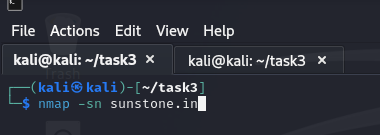 File Actions Edit View Help
kali@kali: ~/task3 × kali@kali: ~/task3 ×
┌──(kali㉿kali)-[~/task3]
└─$ nmap -sn sunstone.in